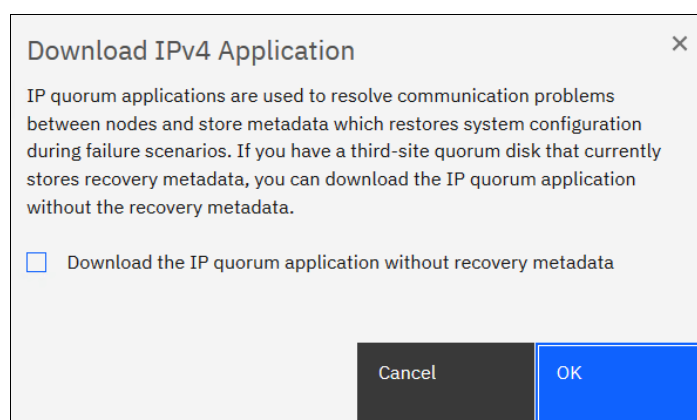 Download IPv4 Application
IP quorum applications are used to resolve communication problems
between nodes and store metadata which restores system configuration
during failure scenarios. If you have a third-site quorum disk that currently
stores recovery metadata, you can download the IP quorum application
without the recovery metadata.
Download the IP quorum application without recovery metadata
Cancel
OK